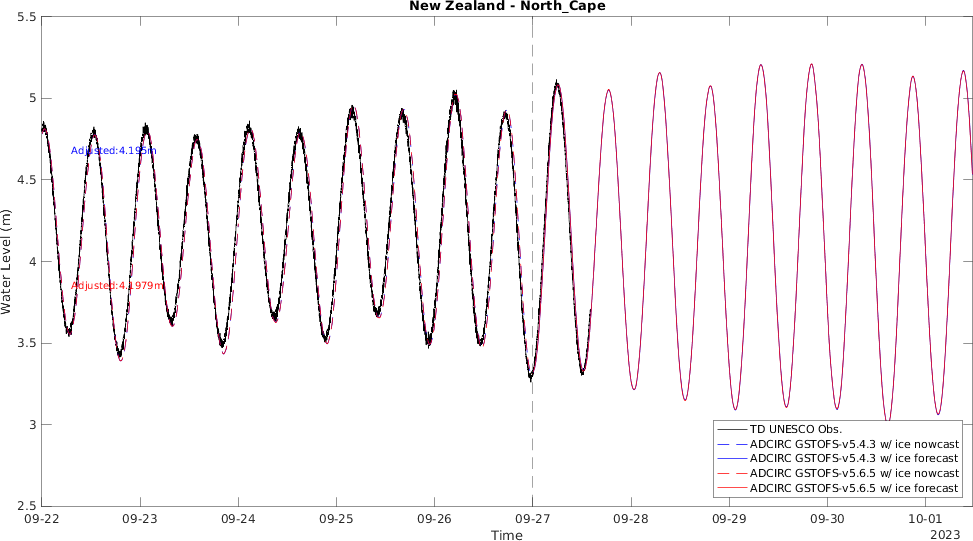 New Zealand - North_Cape
5.5
5
4.5
4
3.5
3
2.5
Water Level (m)
Adjusted:4.195m
Adjusted:4.1979m
TD UNESCO Obs.
ADCIRC GSTOFS-v5.4.3 w/ ice nowcast
ADCIRC GSTOFS-v5.4.3 w/ ice forecast
ADCIRC GSTOFS-v5.6.5 w/ ice nowcast
ADCIRC GSTOFS-v5.6.5 w/ ice forecast
09-22 09-23 09-24 09-25 09-26 09-27 09-28 09-29 09-30 10-01
Time
2023